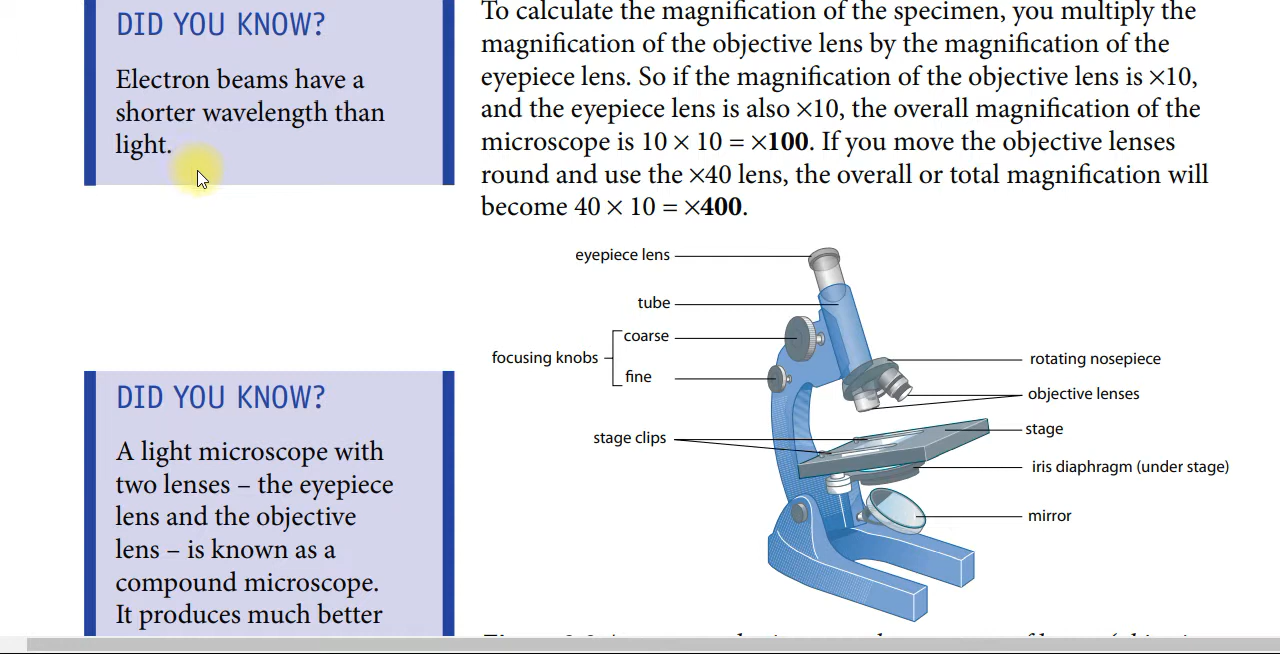 DID YOU KNOW?
Electron beams have a
shorter wavelength than
light.
To calculate the magnification of the specimen, you multiply the
magnification of the objective lens by the magnification of the
eyepiece lens. So if the magnification of the objective lens is ×10,
and the eyepiece lens is also ×10, the overall magnification of the
microscope is 10 × 10 = ×100. If you move the objective lenses
round and use the ×40 lens, the overall or total magnification will
become 40 × 10 = ×400.
eyepiece lens
tube
coarse
focusing knobs
fine
stage clips
rotating nosepiece
objective lenses
stage
iris diaphragm (under stage)
mirror
DID YOU KNOW?
A light microscope with
two lenses – the eyepiece
lens and the objective
lens – is known as a
compound microscope.
It produces much better